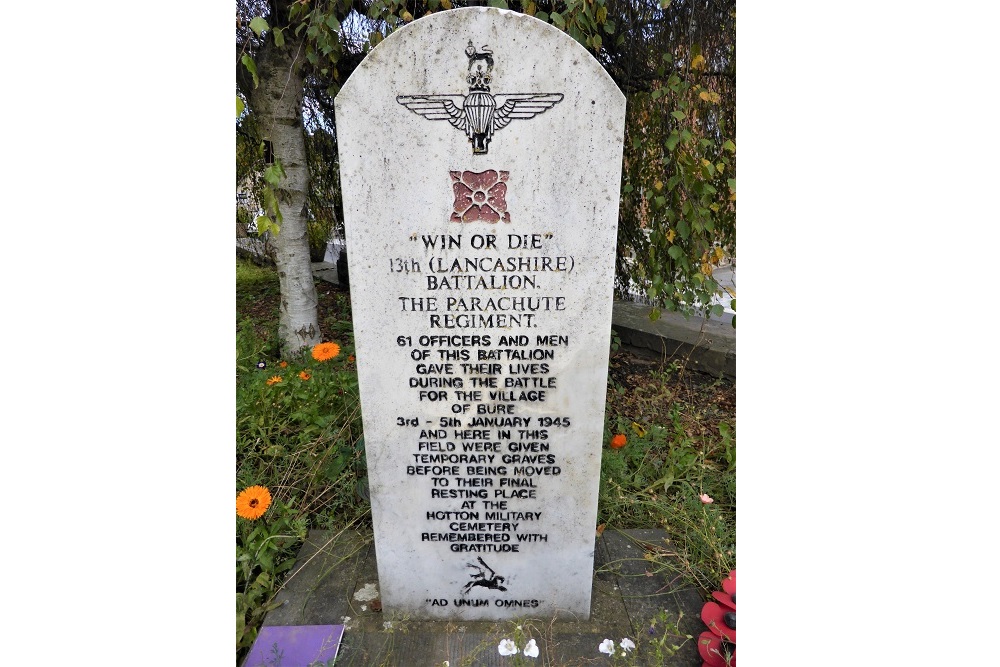 "WIN OR DIE"
13th (LANCASHIRE)
BATTALION.
THE PARACHUTE
REGIMENT.
61 OFFICERS AND MEN
OF THIS BATTALION
GAVE THEIR LIVES
DURING THE BATTLE
FOR THE VILLAGE
OF BURE
3rd - 5th JANUARY 1945
AND HERE IN THIS
FIELD WERE GIVEN
TEMPORARY GRAVES
BEFORE BEING MOVED
TO THEIR FINAL
RESTING PLACE
AT THE
HOTTON MILITARY
CEMETERY
REMEMBERED WITH
GRATITUDE
"AD UNUM OMNES"